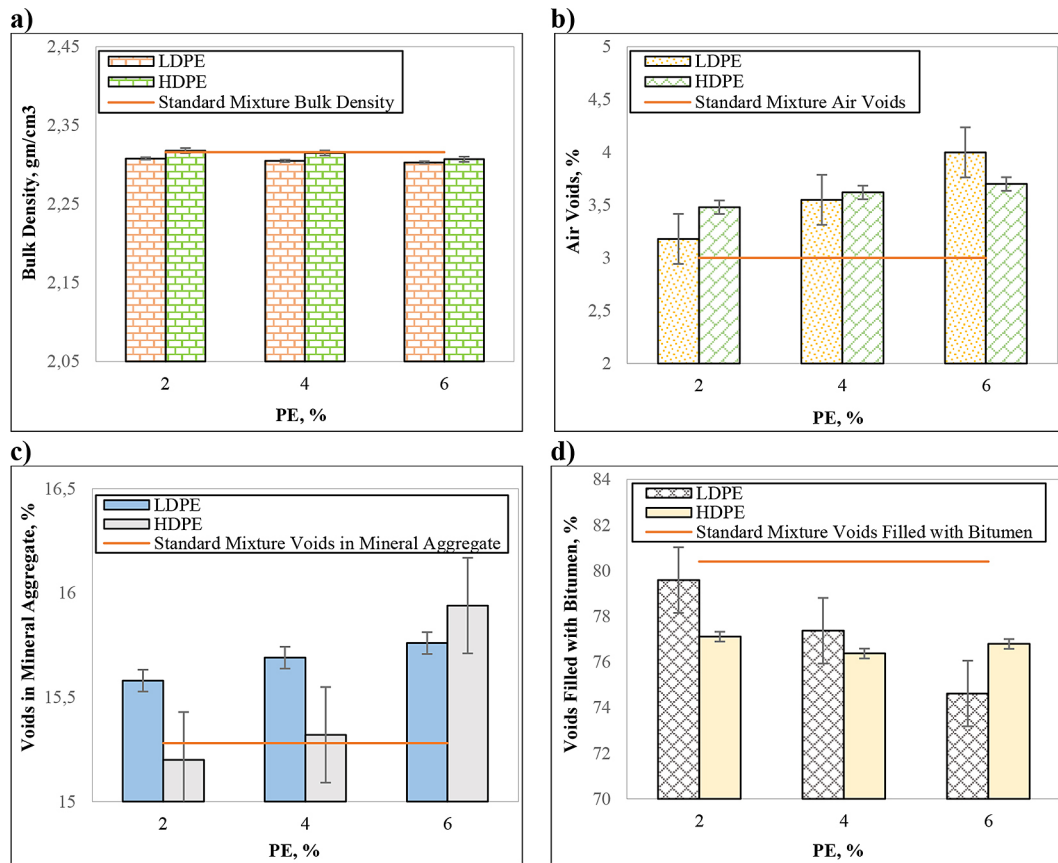 a)
2,45
2,35
2,25
2,15
2,05
Bulk Density, gm/cm3
LDPE
HDPE
Standard Mixture Bulk Density
2 4 6
PE, %
b)
5
4,5
4
3,5
3
2,5
2
Air Voids, %
LDPE
HDPE
Standard Mixture Air Voids
2 4 6
PE, %
c)
16,5
16
15,5
15
Voids in Mineral Aggregate, %
LDPE
HDPE
Standard Mixture Voids in Mineral Aggregate
2 4 6
PE, %
d)
84
82
80
78
76
74
72
70
Voids Filled with Bitumen, %
LDPE
HDPE
Standard Mixture Voids Filled with Bitumen
2 4 6
PE, %